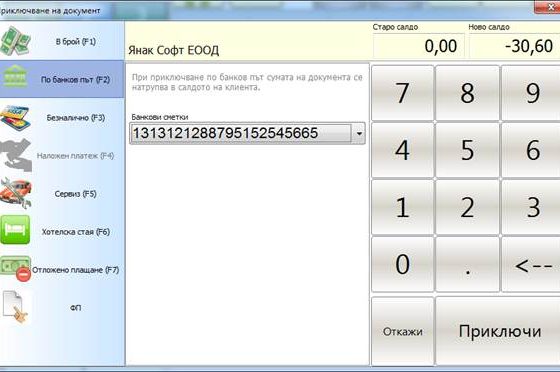 Приключване на документ
В брой (F1)
По банков път (F2)
Безналично (F3)
Наложен платеж (F4)
Сервиз (F5)
Хотелска стая (F6)
Отложено плащане (F7)
ФП
Янак Софт ЕООД
Старо салдо
0,00
Ново салдо
-30,60
При приключване по банков път сумата на документа се
натрупва в салдото на клиента.
Банкови сметки
1313121288795152545665
7 8 9
4 5 6
1 2 3
0 . <--
Откажи Приключи